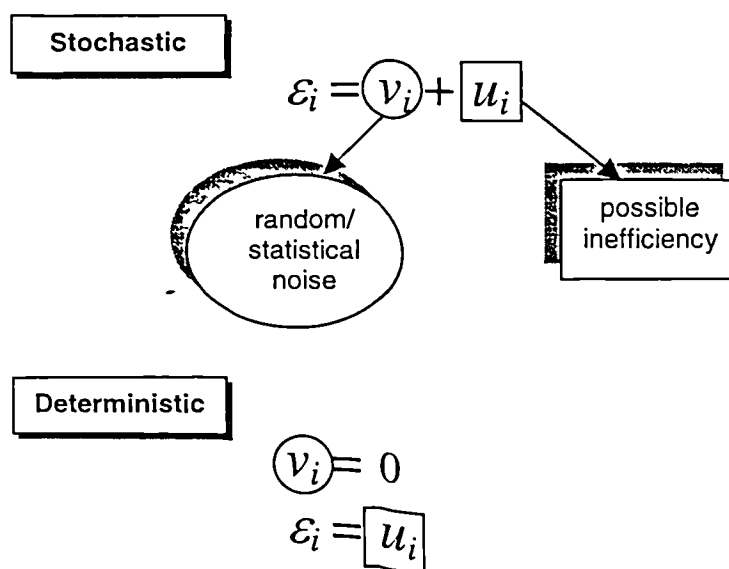 Stochastic
εᵢ = vᵢ + uᵢ
random/
statistical
noise
possible
inefficiency
Deterministic
vᵢ = 0
εᵢ = uᵢ